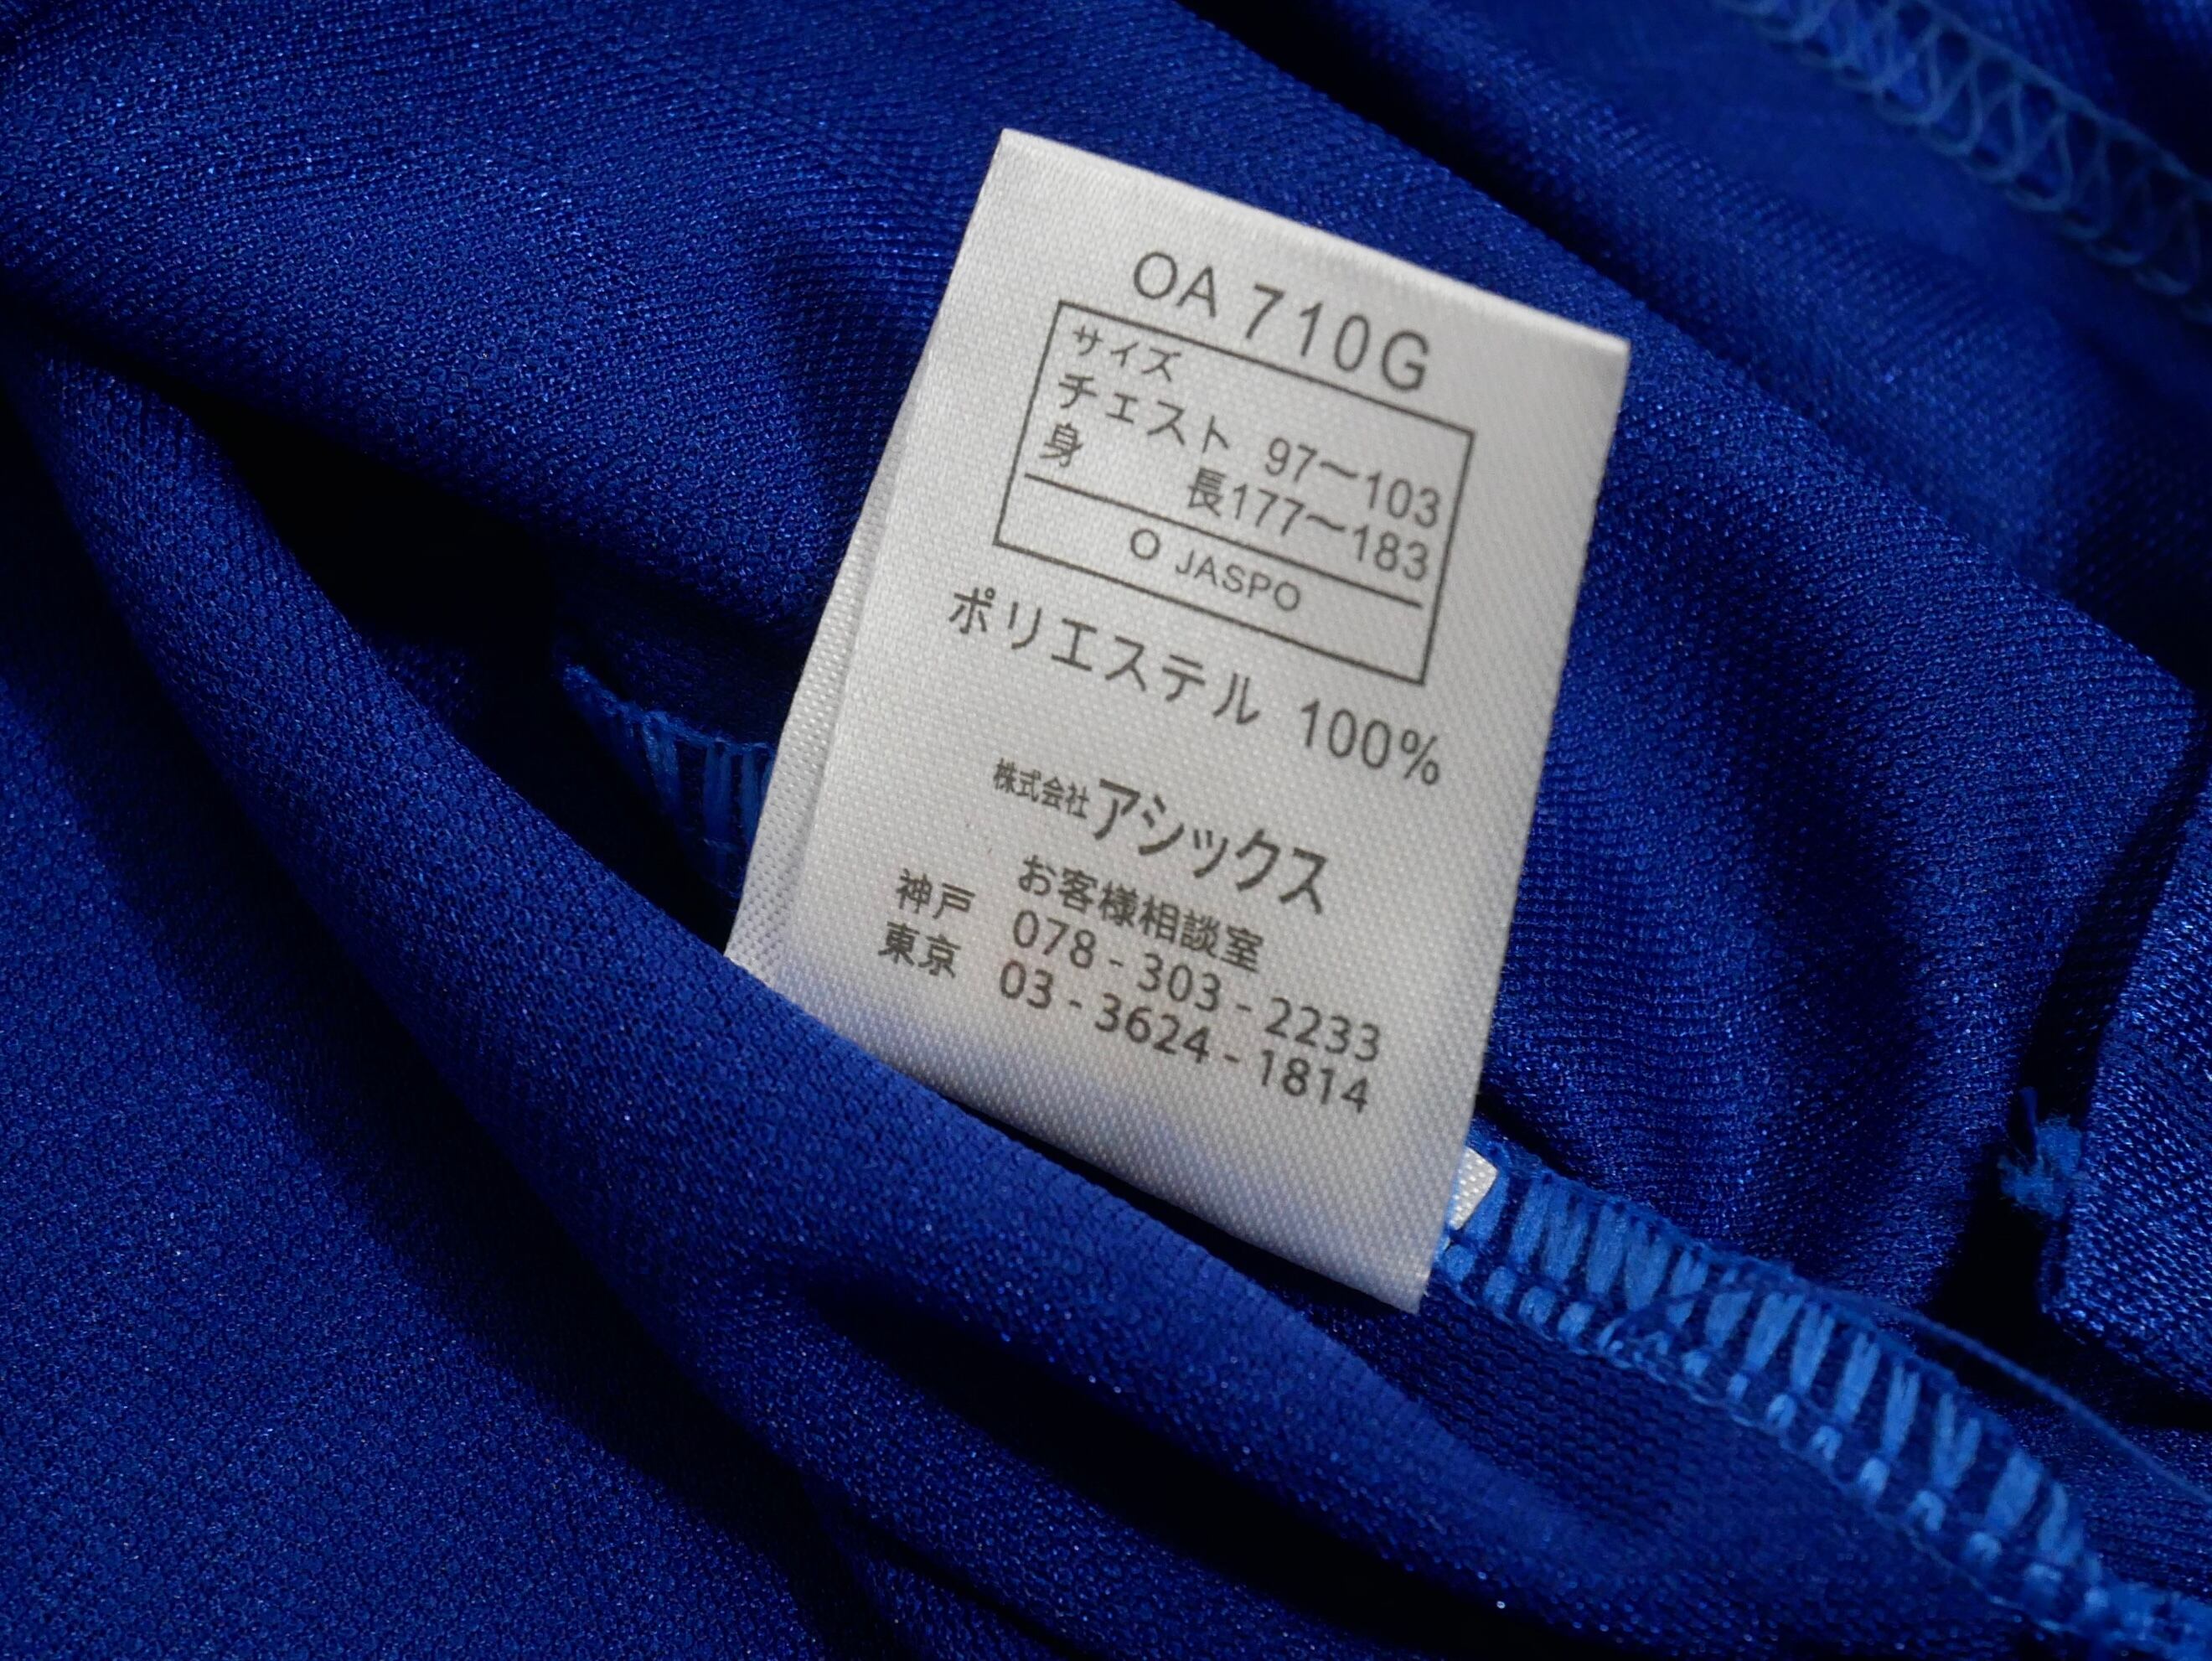 OA 710G
サイズ
チェスト 97〜103
身 長177〜183
O JASPO
ポリエステル 100%
株式会社アシックス
お客様相談室
神戸 078-303-2233
東京 03-3624-1814